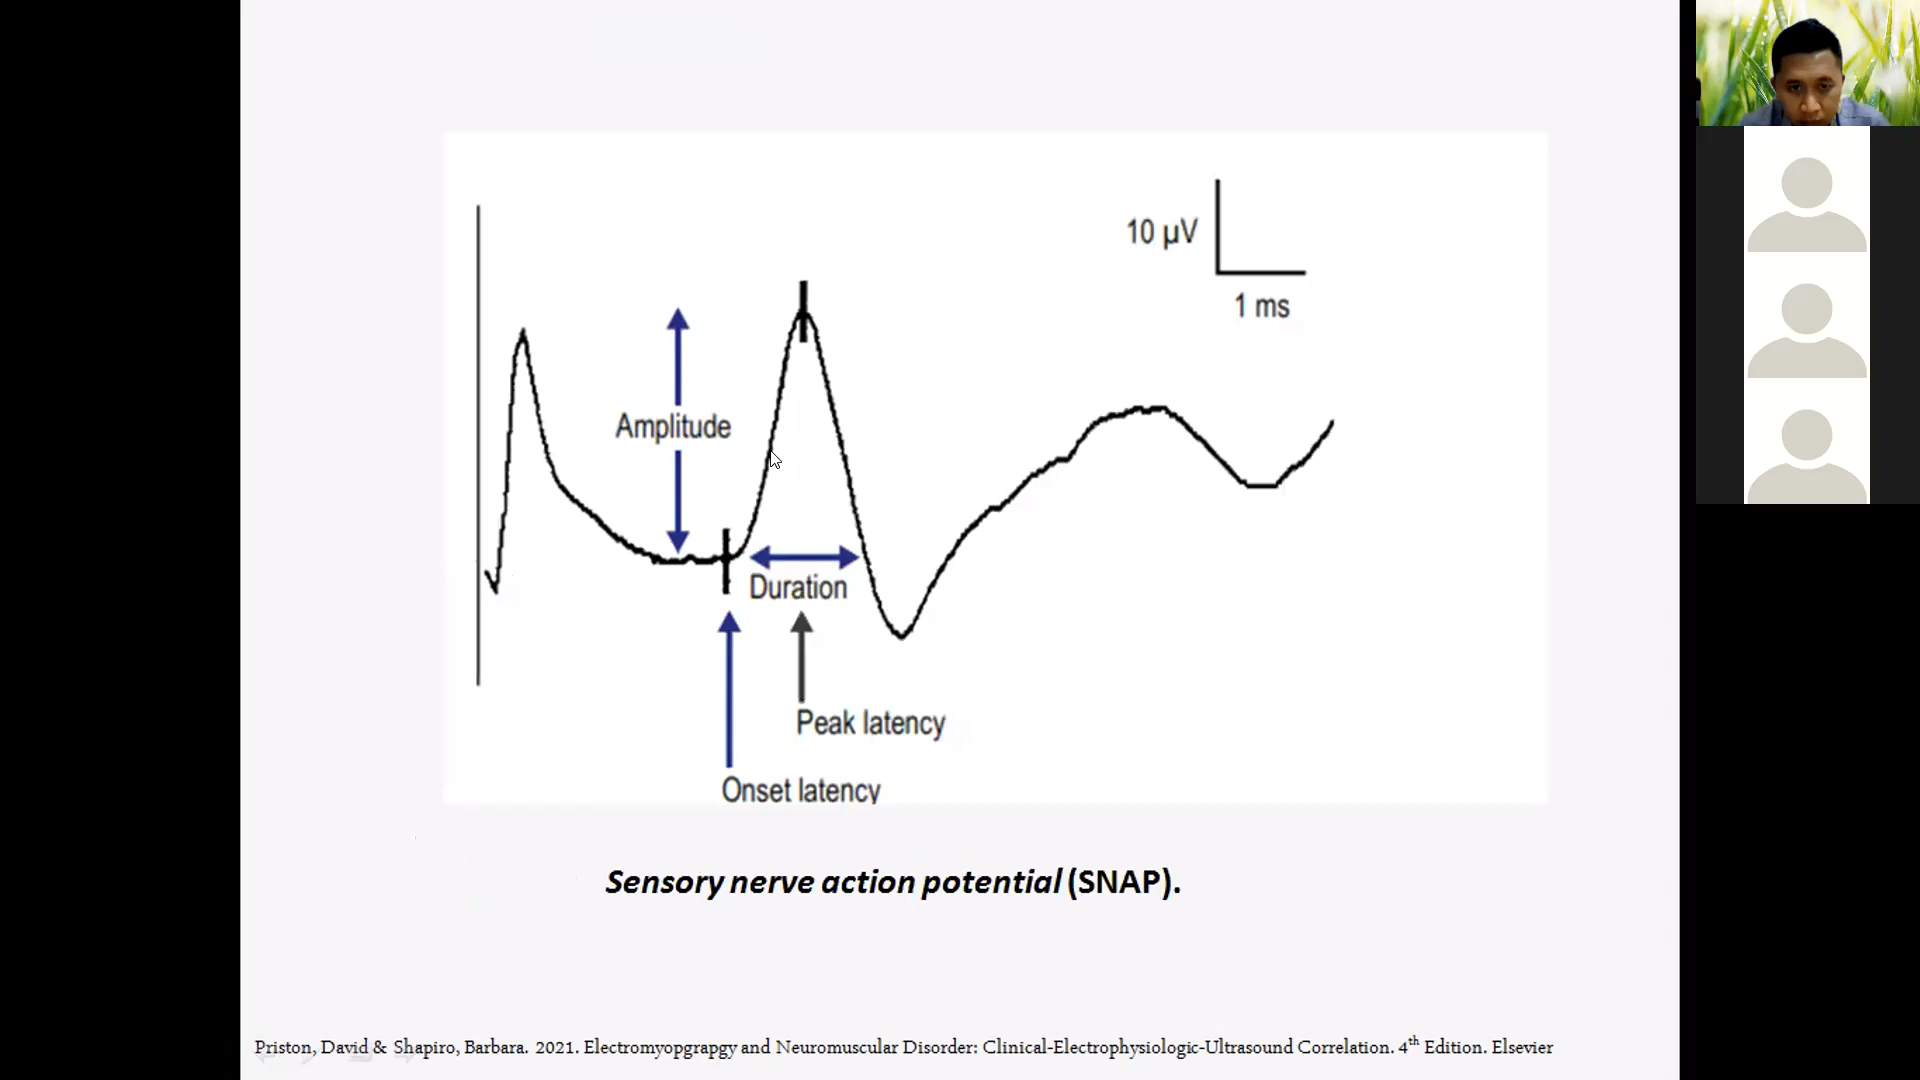 10 µV
1 ms
Amplitude
Duration
Peak latency
Onset latency
Sensory nerve action potential (SNAP).
Priston, David & Shapiro, Barbara. 2021. Electromyopgrapgy and Neuromuscular Disorder: Clinical-Electrophysiologic-Ultrasound Correlation. 4th Edition. Elsevier